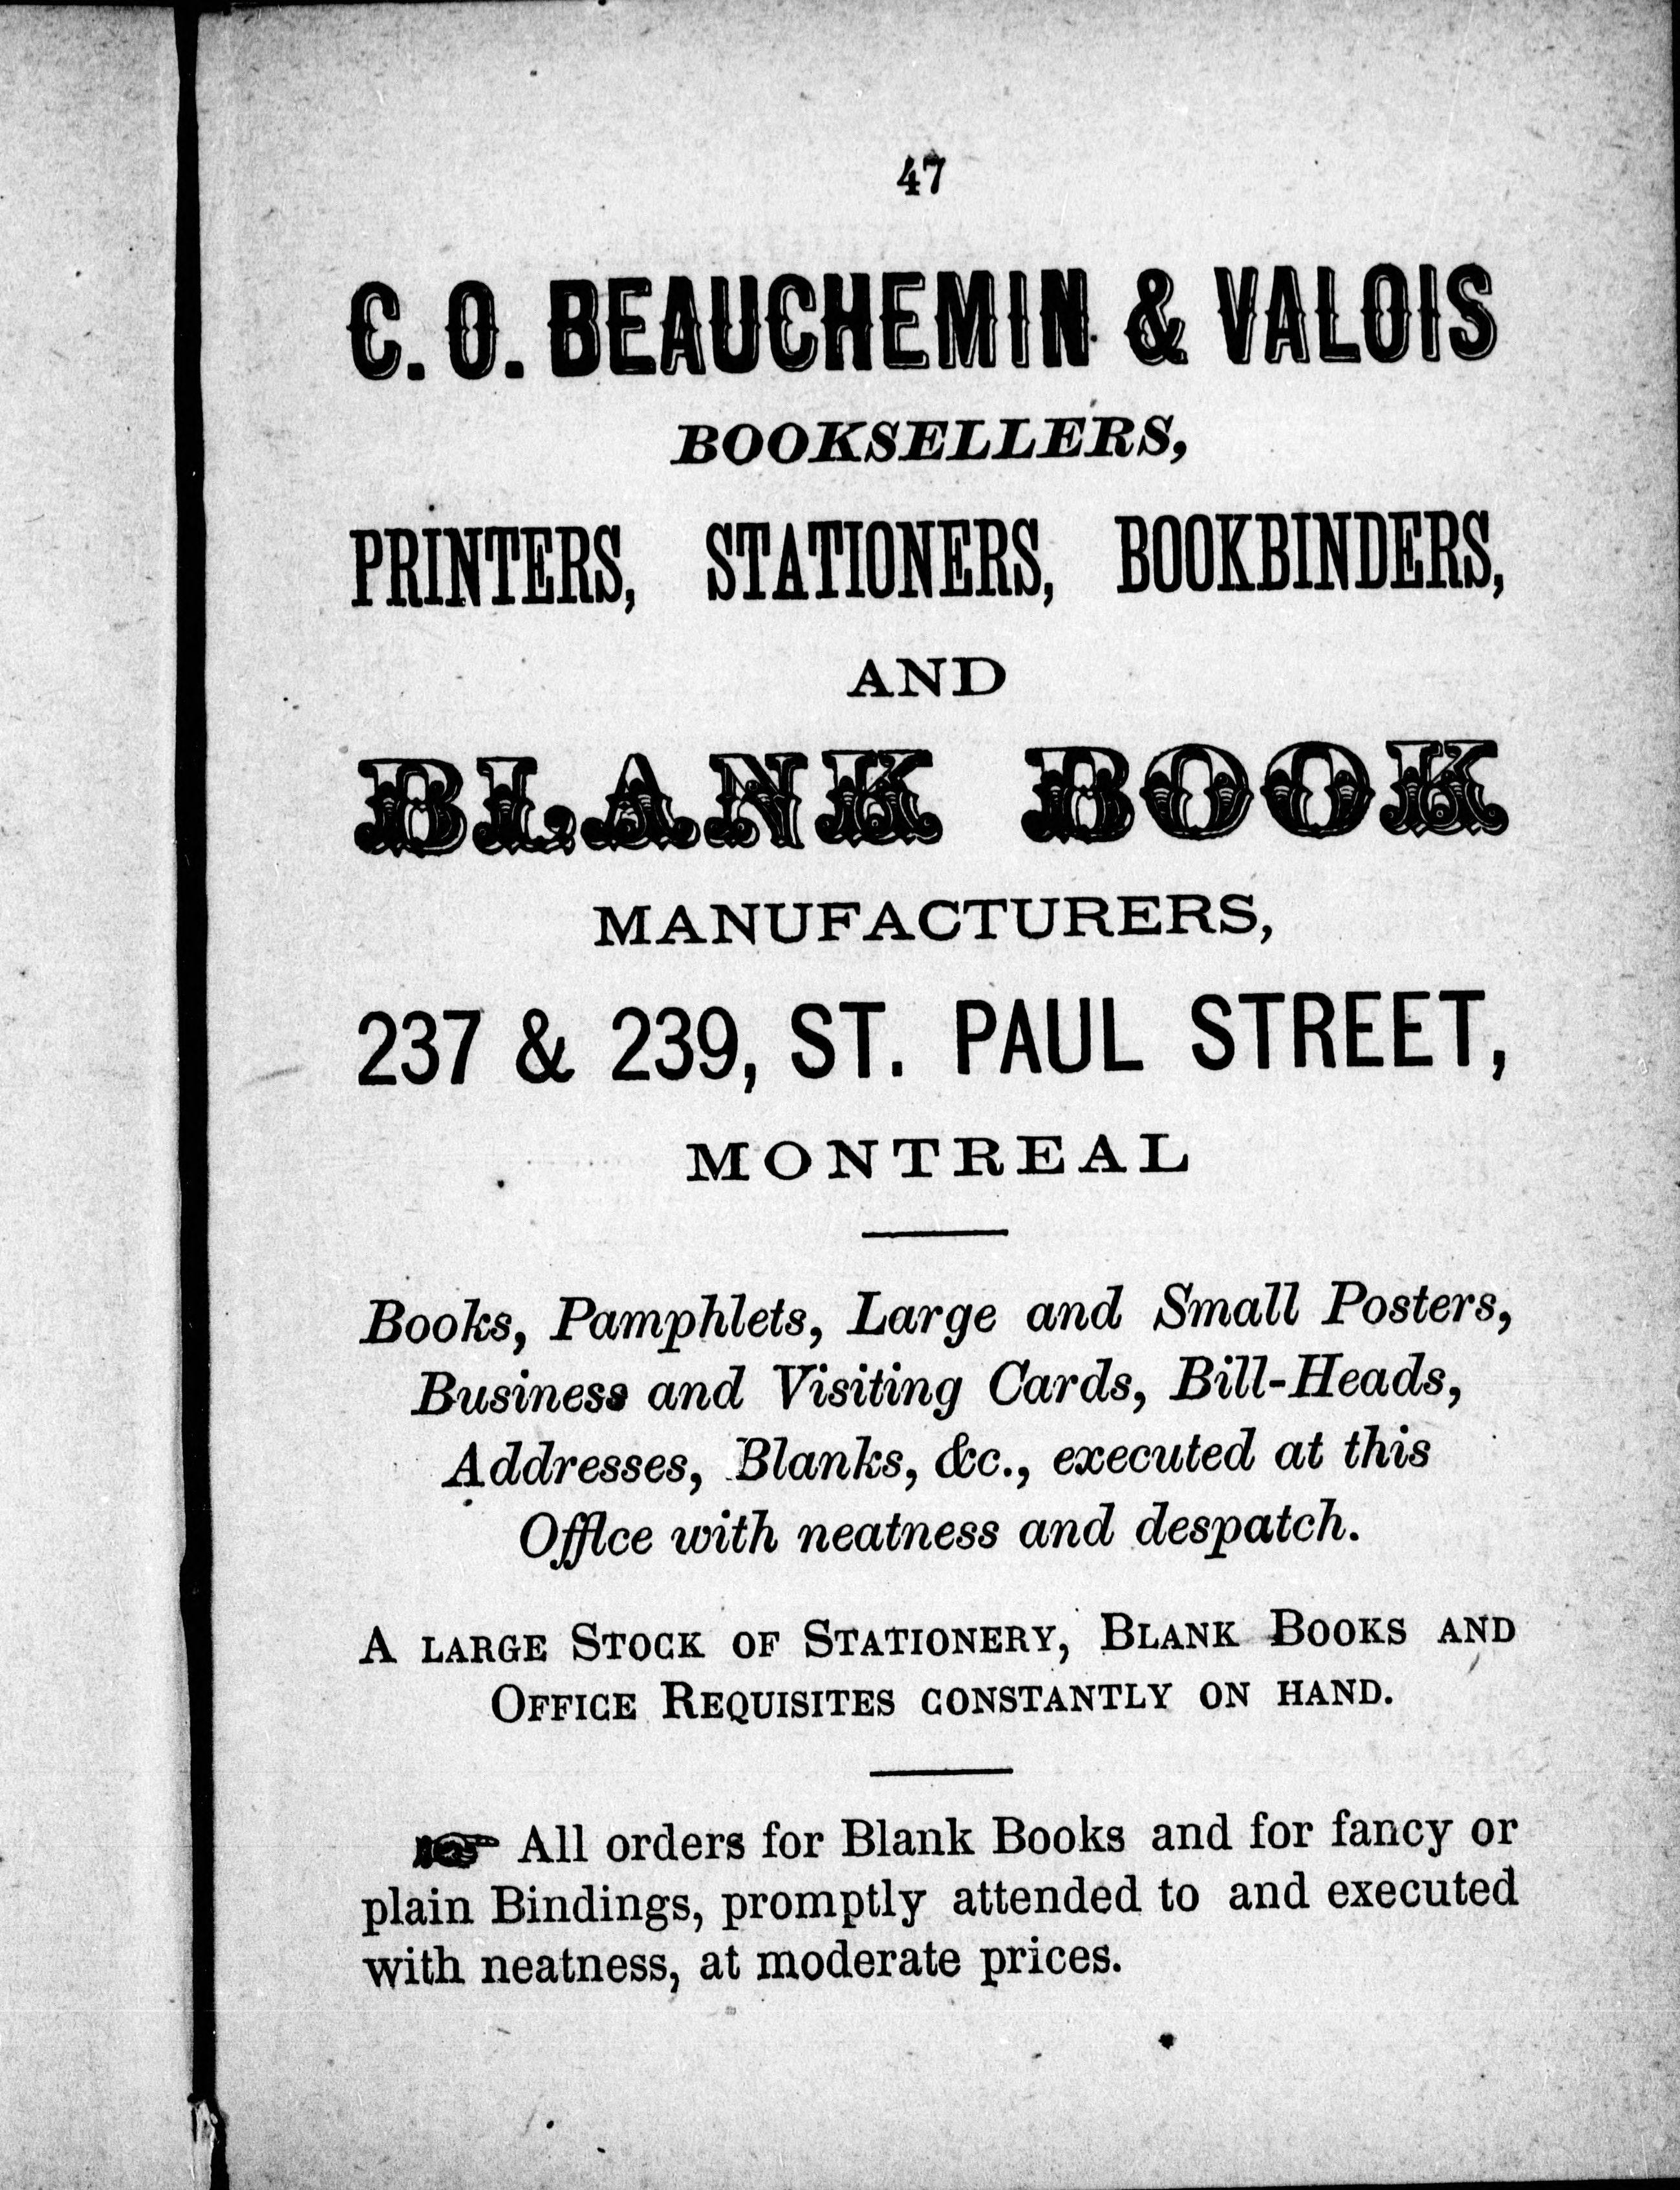 47
C. O. BEAUCHEMIN & VALOIS
BOOKSELLERS,
PRINTERS, STATIONERS, BOOKBINDERS,
AND
BLANK BOOK
MANUFACTURERS,
237 & 239, ST. PAUL STREET,
MONTREAL
Books, Pamphlets, Large and Small Posters,
Business and Visiting Cards, Bill-Heads,
Addresses, Blanks, &c., executed at this
Office with neatness and despatch.
A LARGE STOCK OF STATIONERY, BLANK BOOKS AND
OFFICE REQUISITES CONSTANTLY ON HAND.
☞ All orders for Blank Books and for fancy or
plain Bindings, promptly attended to and executed
with neatness, at moderate prices.